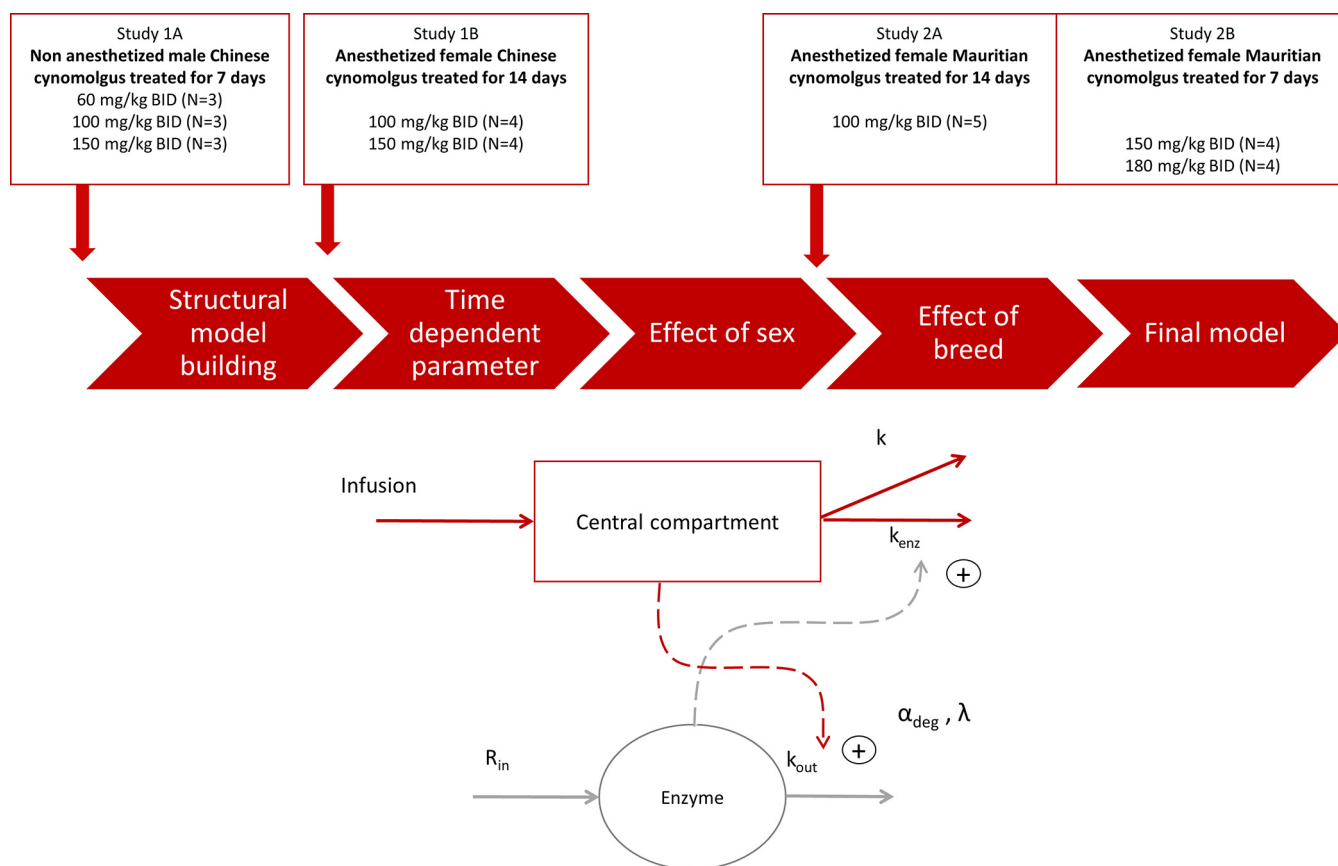 Study 1A
Non anesthetized male Chinese
cynomolgus treated for 7 days
60 mg/kg BID (N=3)
100 mg/kg BID (N=3)
150 mg/kg BID (N=3)
Study 1B
Anesthetized female Chinese
cynomolgus treated for 14 days
100 mg/kg BID (N=4)
150 mg/kg BID (N=4)
Study 2A
Anesthetized female Mauritian
cynomolgus treated for 14 days
100 mg/kg BID (N=5)
Study 2B
Anesthetized female Mauritian
cynomolgus treated for 7 days
150 mg/kg BID (N=4)
180 mg/kg BID (N=4)
Structural
model
building
Time
dependent
parameter
Effect of sex
Effect of
breed
Final model
Infusion
Central compartment
k
k_enz
+
α_deg , λ
+
R_in
Enzyme
k_out